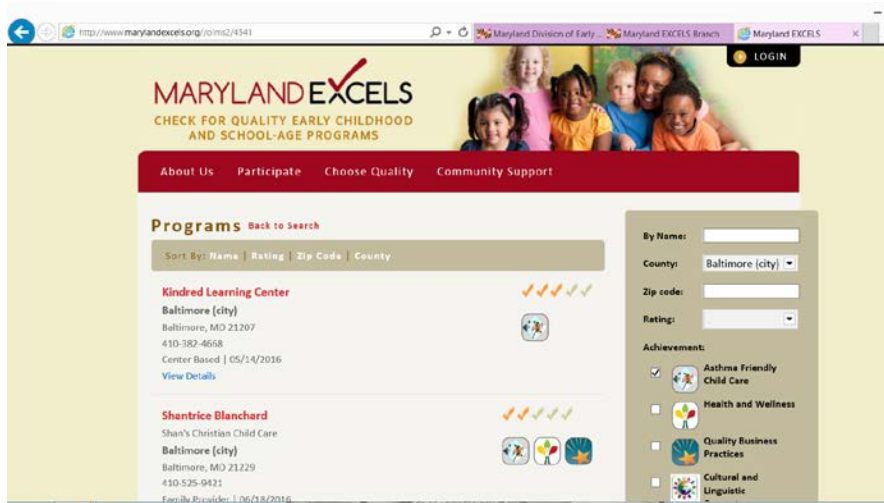 http://www.marylandexcels.org//olms2/4541
Maryland Division of Early ...
Maryland EXCELS Branch
Maryland EXCELS
LOGIN
MARYLAND EXCELS
CHECK FOR QUALITY EARLY CHILDHOOD
AND SCHOOL-AGE PROGRAMS
About Us Participate Choose Quality Community Support
Programs Back to Search
Sort By: Name | Rating | Zip Code | County
Kindred Learning Center
Baltimore (city)
Baltimore, MD 21207
410-382-4668
Center Based | 05/14/2016
View Details
Shantrice Blanchard
Shan's Christian Child Care
Baltimore (city)
Baltimore, MD 21229
410-525-9421
Family Provider | 06/18/2016
By Name:
County: Baltimore (city)
Zip code:
Rating:
Achievement:
Asthma Friendly
Child Care
Health and Wellness
Quality Business
Practices
Cultural and
Linguistic